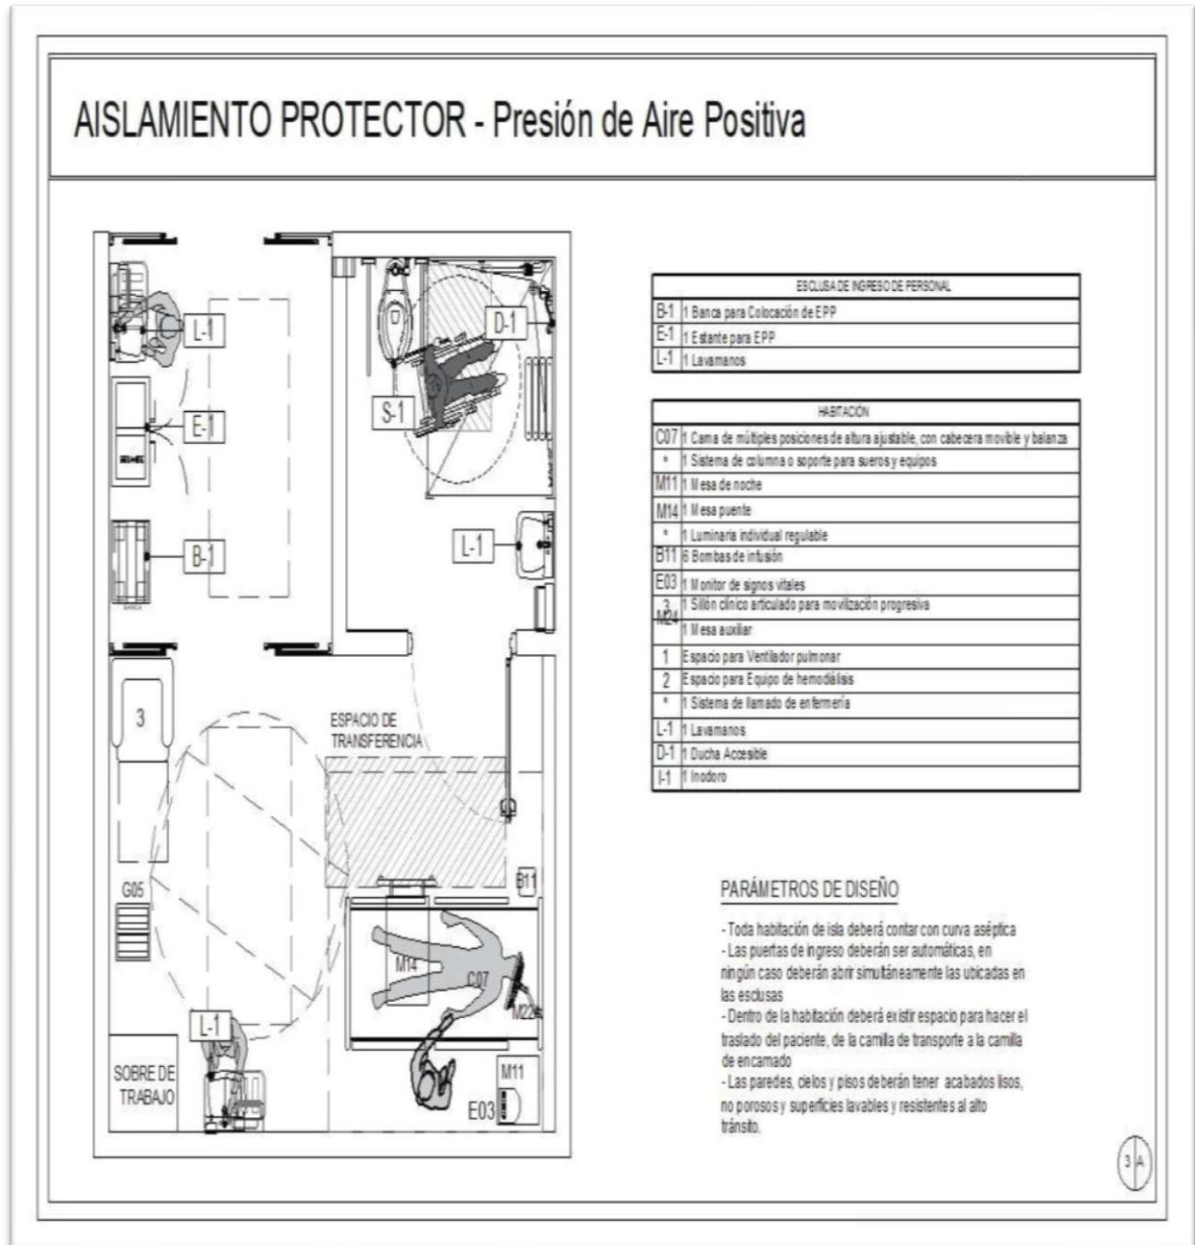 AISLAMIENTO PROTECTOR - Presión de Aire Positiva
L-1
E-1
B-1
BANCA
D-1
S-1
L-1
3
ESPACIO DE
TRANSFERENCIA
G05
B11
M14
C07
M22
L-1
SOBRE DE
TRABAJO
M11
E03
ESCLUSA DE INGRESO DE PERSONAL
B-1 1 Banca para Colocación de EPP
E-1 1 Estante para EPP
L-1 1 Lavamanos
HABITACIÓN
C07 1 Cama de múltiples posiciones de altura ajustable, con cabecera movible y balanza
* 1 Sistema de columna o soporte para sueros y equipos
M11 1 Mesa de noche
M14 1 Mesa puente
* 1 Luminaria individual regulable
B11 6 Bombas de infusión
E03 1 Monitor de signos vitales
3 1 Sillón clínico articulado para movilización progresiva
M24 1 Mesa auxiliar
1 Espacio para Ventilador pulmonar
2 Espacio para Equipo de hemodiálisis
* 1 Sistema de llamado de enfermería
L-1 1 Lavamanos
D-1 1 Ducha Accesible
I-1 1 Inodoro
PARÁMETROS DE DISEÑO
- Toda habitación de isla deberá contar con curva aséptica
- Las puertas de ingreso deberán ser automáticas, en
ningún caso deberán abrir simultáneamente las ubicadas en
las esclusas
- Dentro de la habitación deberá existir espacio para hacer el
traslado del paciente, de la camilla de transporte a la camilla
de encamado
- Las paredes, cielos y pisos deberán tener acabados lisos,
no porosos y superficies lavables y resistentes al alto
tránsito.
3 A